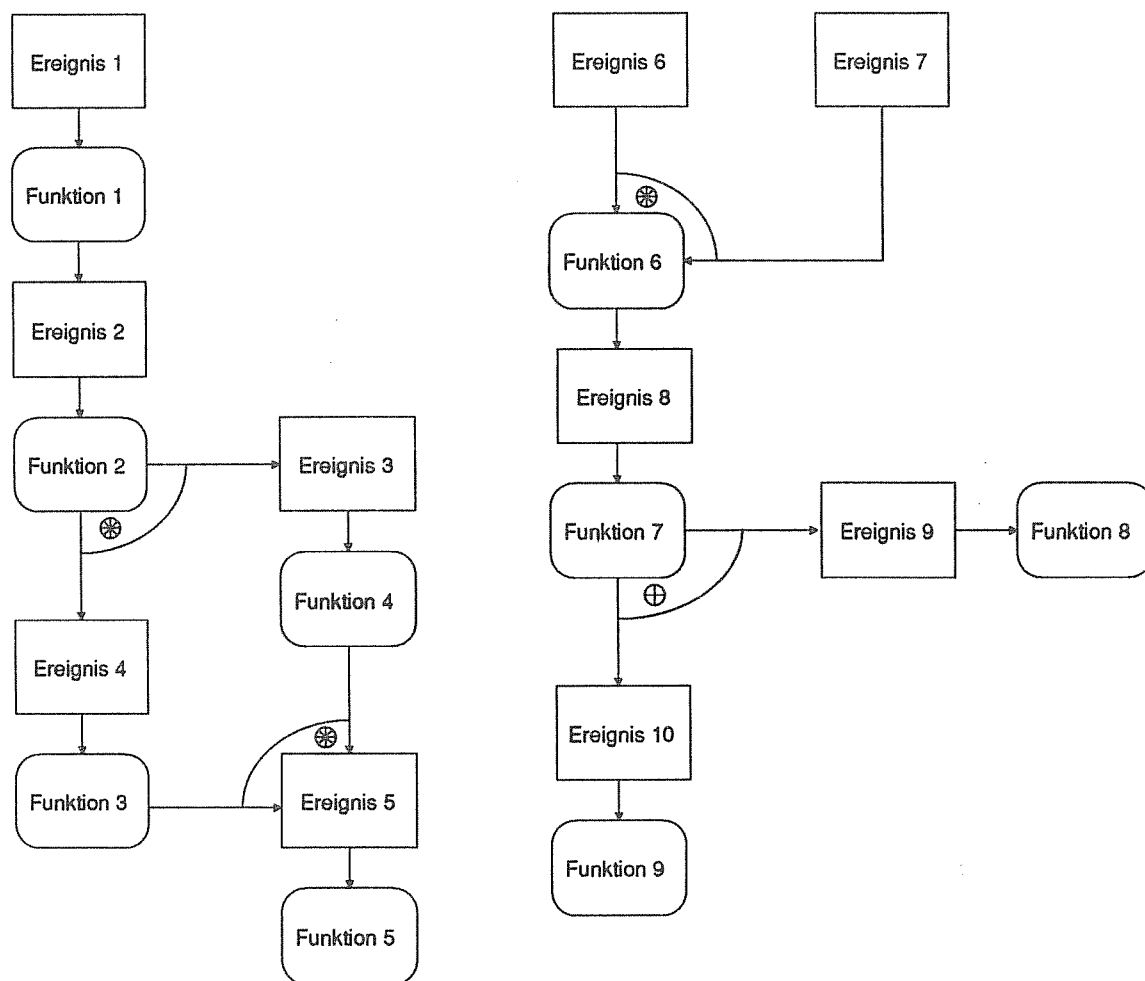 Ereignis 1
Funktion 1
Ereignis 2
Funktion 2
Ereignis 3
Funktion 4
Ereignis 4
Funktion 3
Ereignis 5
Funktion 5
Ereignis 6
Ereignis 7
Funktion 6
Ereignis 8
Funktion 7
Ereignis 9
Funktion 8
Ereignis 10
Funktion 9